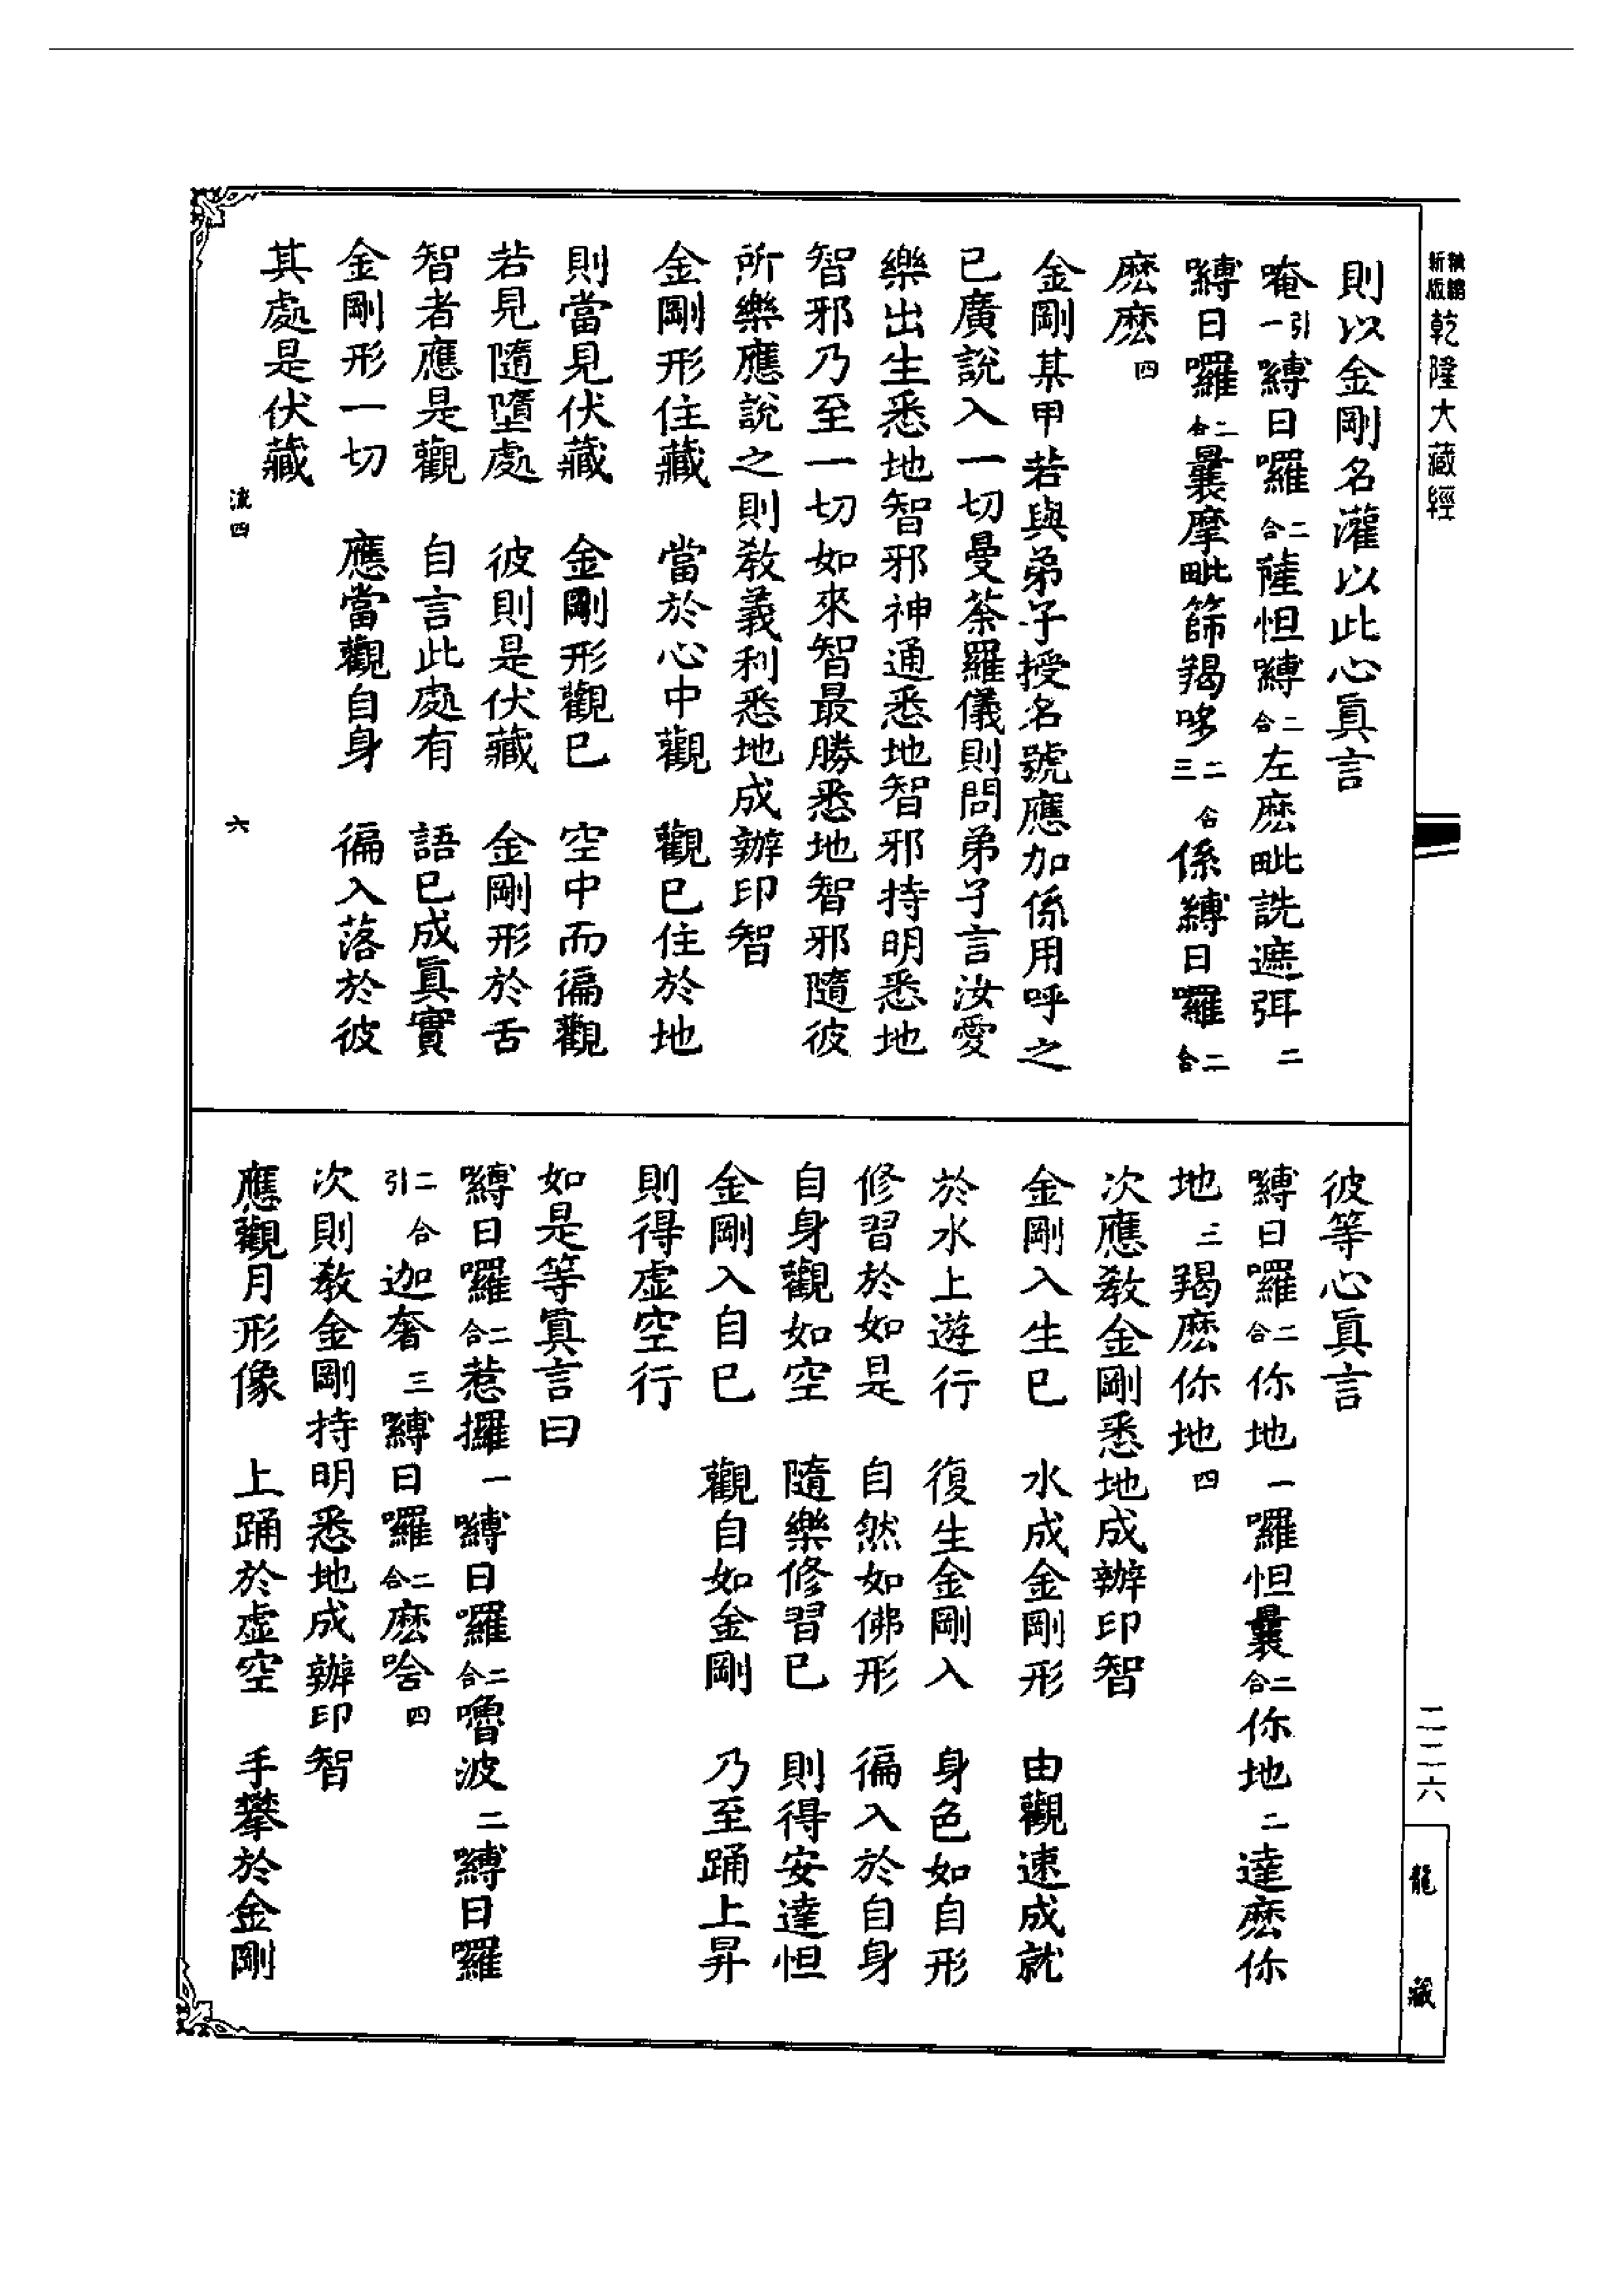 新版
乾隆大藏經
則以金剛名灌以此心眞言
唵引一縛日囉二合薩怛嚩二合左麽毗詵遮弭二
嚩日囉二合曩摩毗篩羯哆二合三係縛日囉二合
麽麽四
金剛某甲若與弟子授名號應加係用呼之
已廣說入一切曼荼羅儀則問弟子言汝愛
樂出生悉地智邪神通悉地智邪持明悉地
智邪乃至一切如來智最勝悉地智邪隨彼
所樂應說之則教義利悉地成辦印智
金剛形住藏　當於心中觀　觀已住於地
則當見伏藏　金剛形觀已　空中而徧觀
若見隨墮處　彼則是伏藏　金剛形於舌
智者應是觀　自言此處有　語已成眞實
金剛形一切　應當觀自身　徧入落於彼
其處是伏藏
流四　六
彼等心眞言
嚩日囉二合你地一囉怛曩二合你地二達麽你
地三羯麽你地四
次應教金剛悉地成辦印智
金剛入生已　水成金剛形　由觀速成就
於水上遊行　復生金剛入　身色如自形
修習於如是　自然如佛形　徧入於自身
自身觀如空　隨樂修習已　則得安達怛
金剛入自已　觀自如金剛　乃至踊上昇
則得虛空行
如是等眞言曰
嚩日囉二合惹攞一嚩日囉二合嚕波二嚩日囉
二合引迦奢三嚩日囉二合麽唅四
次則教金剛持明悉地成辦印智
應觀月形像　上踊於虛空　手攀於金剛
二二六
龍藏